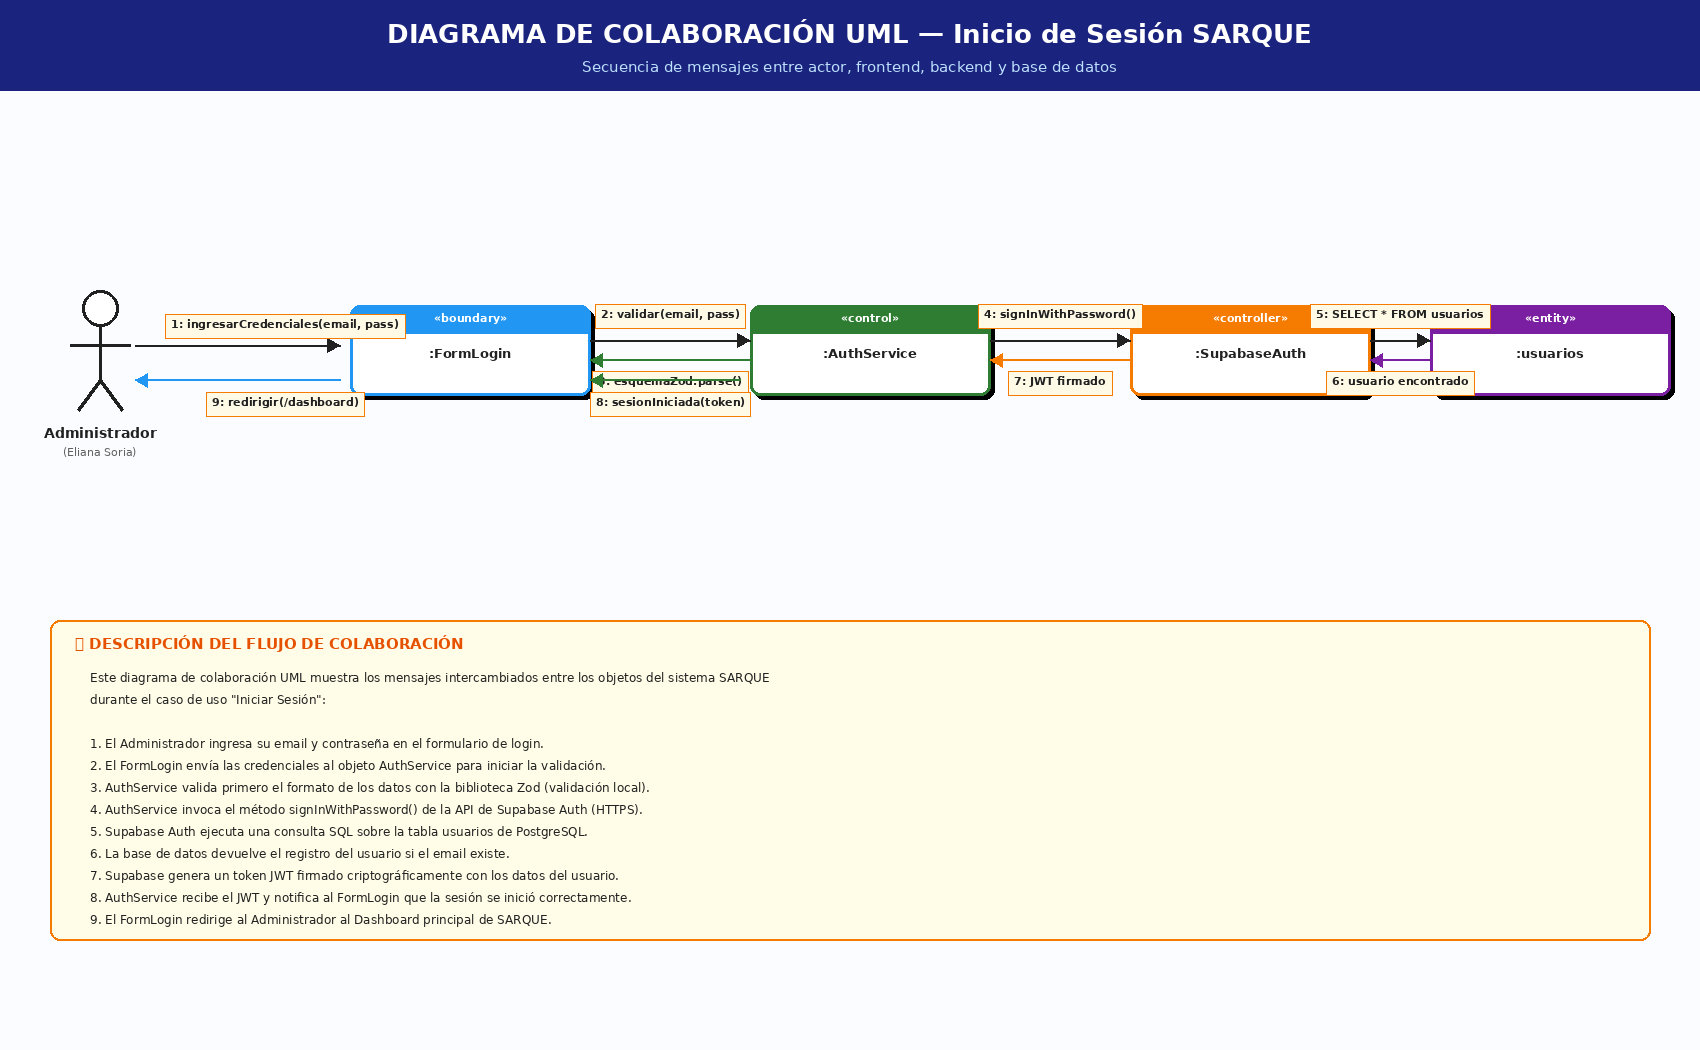 DIAGRAMA DE COLABORACIÓN UML — Inicio de Sesión SARQUE
Secuencia de mensajes entre actor, frontend, backend y base de datos
1: ingresarCredenciales(email, pass)
«boundary»
:FormLogin
2: validar(email, pass)
«control»
:AuthService
4: signInWithPassword()
«controller»
:SupabaseAuth
5: SELECT * FROM usuarios
«entity»
:usuarios
: esquemaZod.parse()
7: JWT firmado
6: usuario encontrado
9: redirigir(/dashboard)
8: sesionIniciada(token)
Administrador
(Eliana Soria)
DESCRIPCIÓN DEL FLUJO DE COLABORACIÓN
Este diagrama de colaboración UML muestra los mensajes intercambiados entre los objetos del sistema SARQUE
durante el caso de uso "Iniciar Sesión":
1. El Administrador ingresa su email y contraseña en el formulario de login.
2. El FormLogin envía las credenciales al objeto AuthService para iniciar la validación.
3. AuthService valida primero el formato de los datos con la biblioteca Zod (validación local).
4. AuthService invoca el método signInWithPassword() de la API de Supabase Auth (HTTPS).
5. Supabase Auth ejecuta una consulta SQL sobre la tabla usuarios de PostgreSQL.
6. La base de datos devuelve el registro del usuario si el email existe.
7. Supabase genera un token JWT firmado criptográficamente con los datos del usuario.
8. AuthService recibe el JWT y notifica al FormLogin que la sesión se inició correctamente.
9. El FormLogin redirige al Administrador al Dashboard principal de SARQUE.